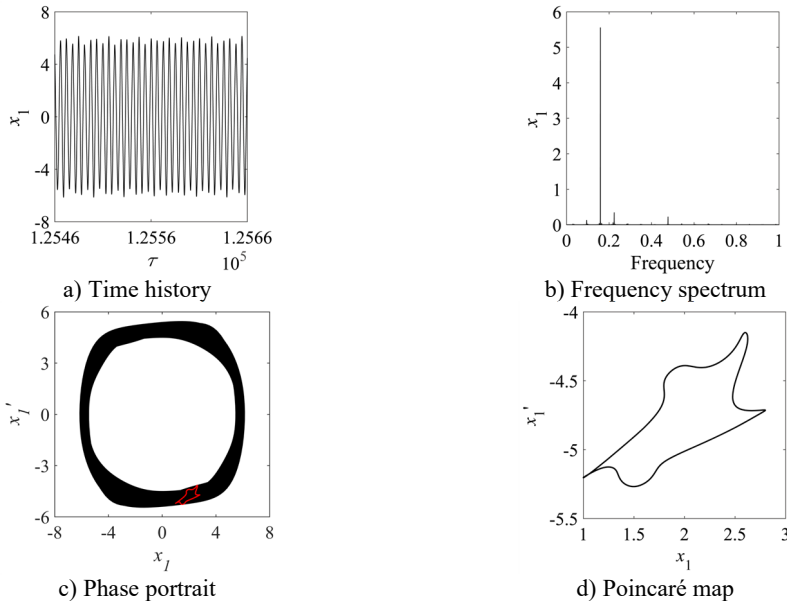 8
4
0
-4
-8
x₁
1.2546 1.2556 1.2566
τ 10⁵
a) Time history
6
5
4
3
2
1
0
x₁
0 0.2 0.4 0.6 0.8 1
Frequency
b) Frequency spectrum
6
3
0
-3
-6
x₁'
-8 -4 0 4 8
x₁
c) Phase portrait
-4
-4.5
-5
-5.5
x₁'
1 1.5 2 2.5 3
x₁
d) Poincaré map